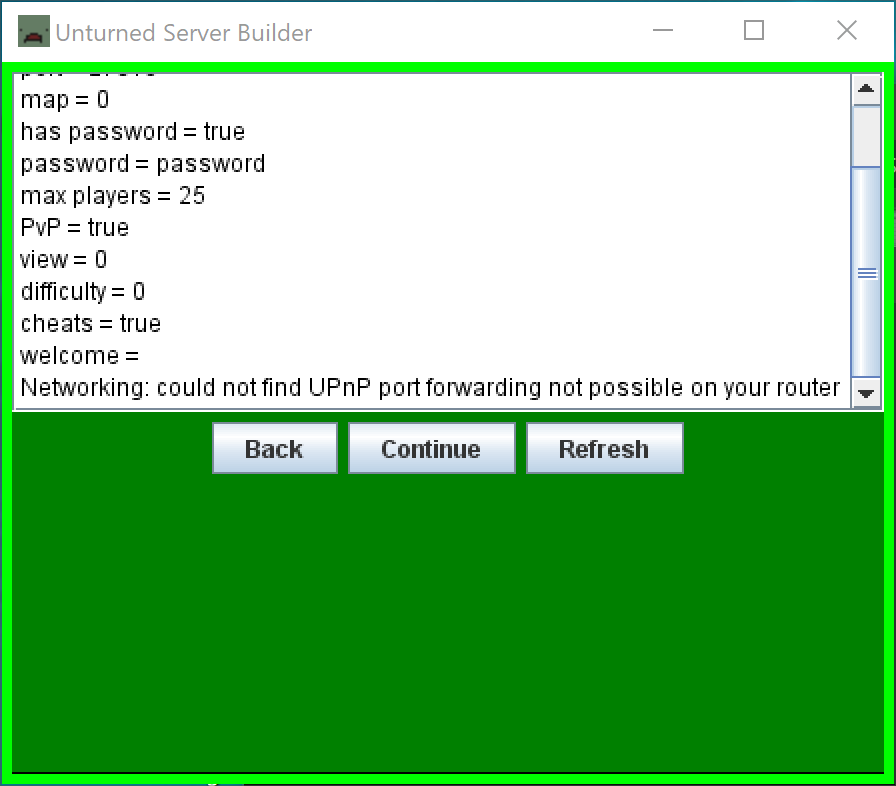 Unturned Server Builder
map = 0
has password = true
password = password
max players = 25
PvP = true
view = 0
difficulty = 0
cheats = true
welcome =
Networking: could not find UPnP port forwarding not possible on your router
Back Continue Refresh